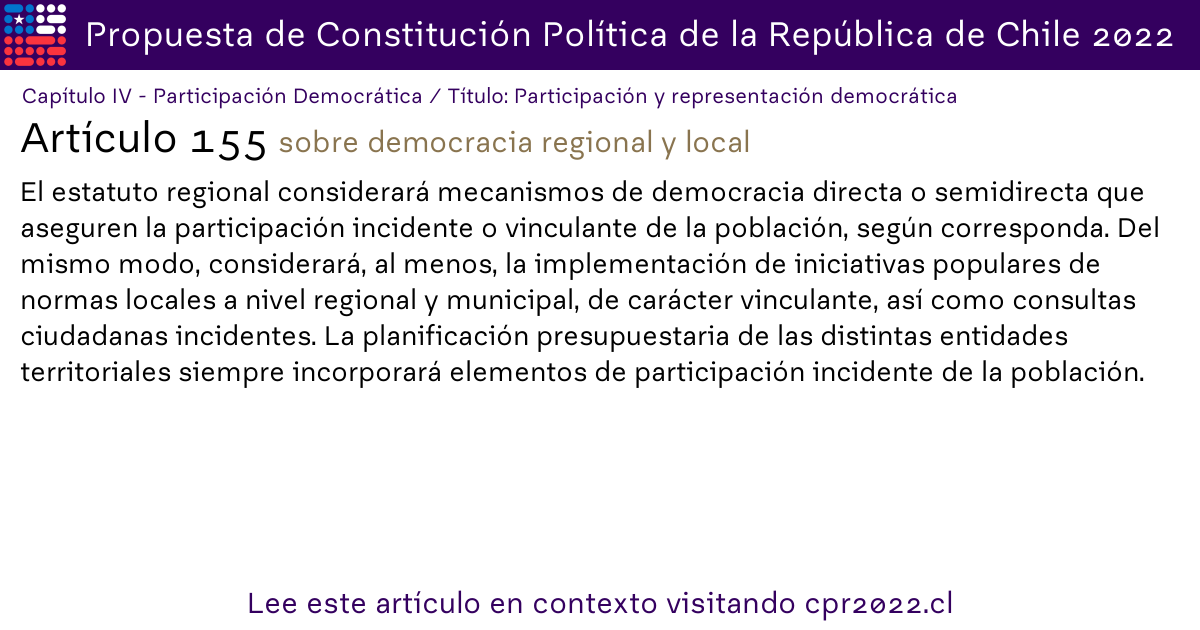 Propuesta de Constitución Política de la República de Chile 2022
Capítulo IV - Participación Democrática / Título: Participación y representación democrática
Artículo 155 sobre democracia regional y local
El estatuto regional considerará mecanismos de democracia directa o semidirecta que
aseguren la participación incidente o vinculante de la población, según corresponda. Del
mismo modo, considerará, al menos, la implementación de iniciativas populares de
normas locales a nivel regional y municipal, de carácter vinculante, así como consultas
ciudadanas incidentes. La planificación presupuestaria de las distintas entidades
territoriales siempre incorporará elementos de participación incidente de la población.
Lee este artículo en contexto visitando cpr2022.cl